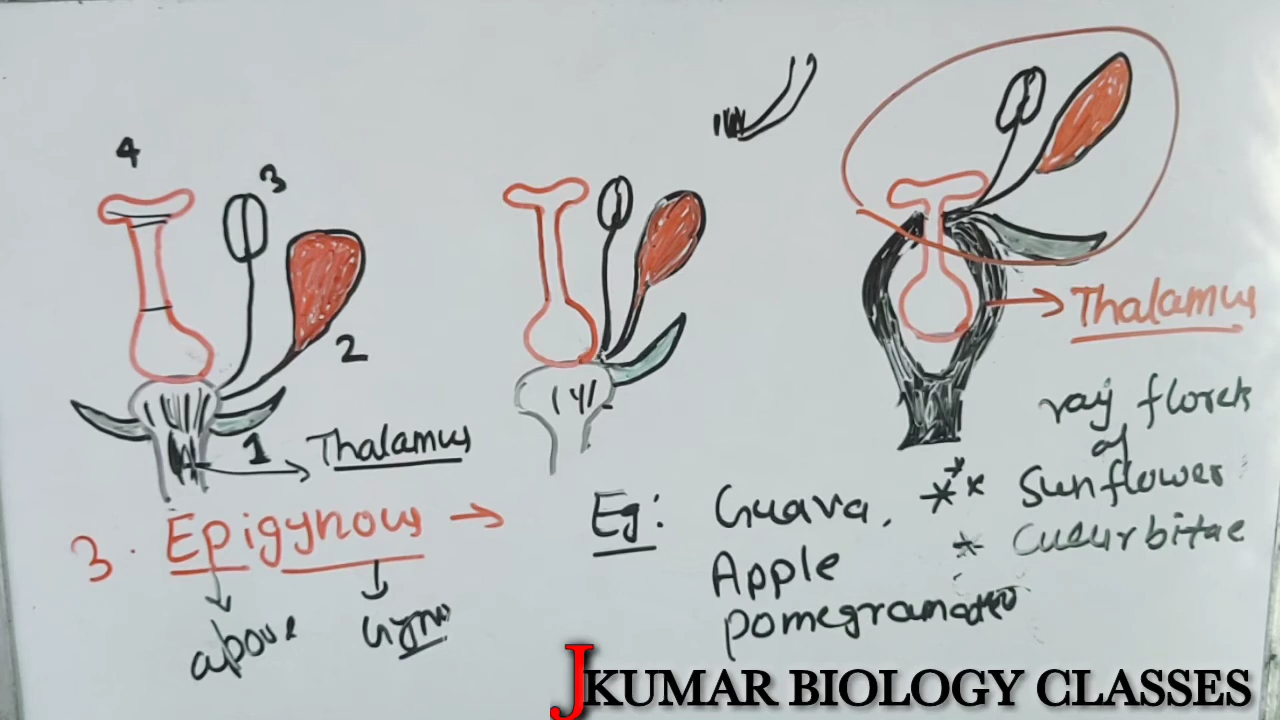 4
3
2
1
Thalamus
Thalamus
3. Epigynous →
above
Gyno
Eg: Guava,
Apple
ray florets
of
** * Sunflower
* Cucurbitae
JKUMAR BIOLOGY CLASSES